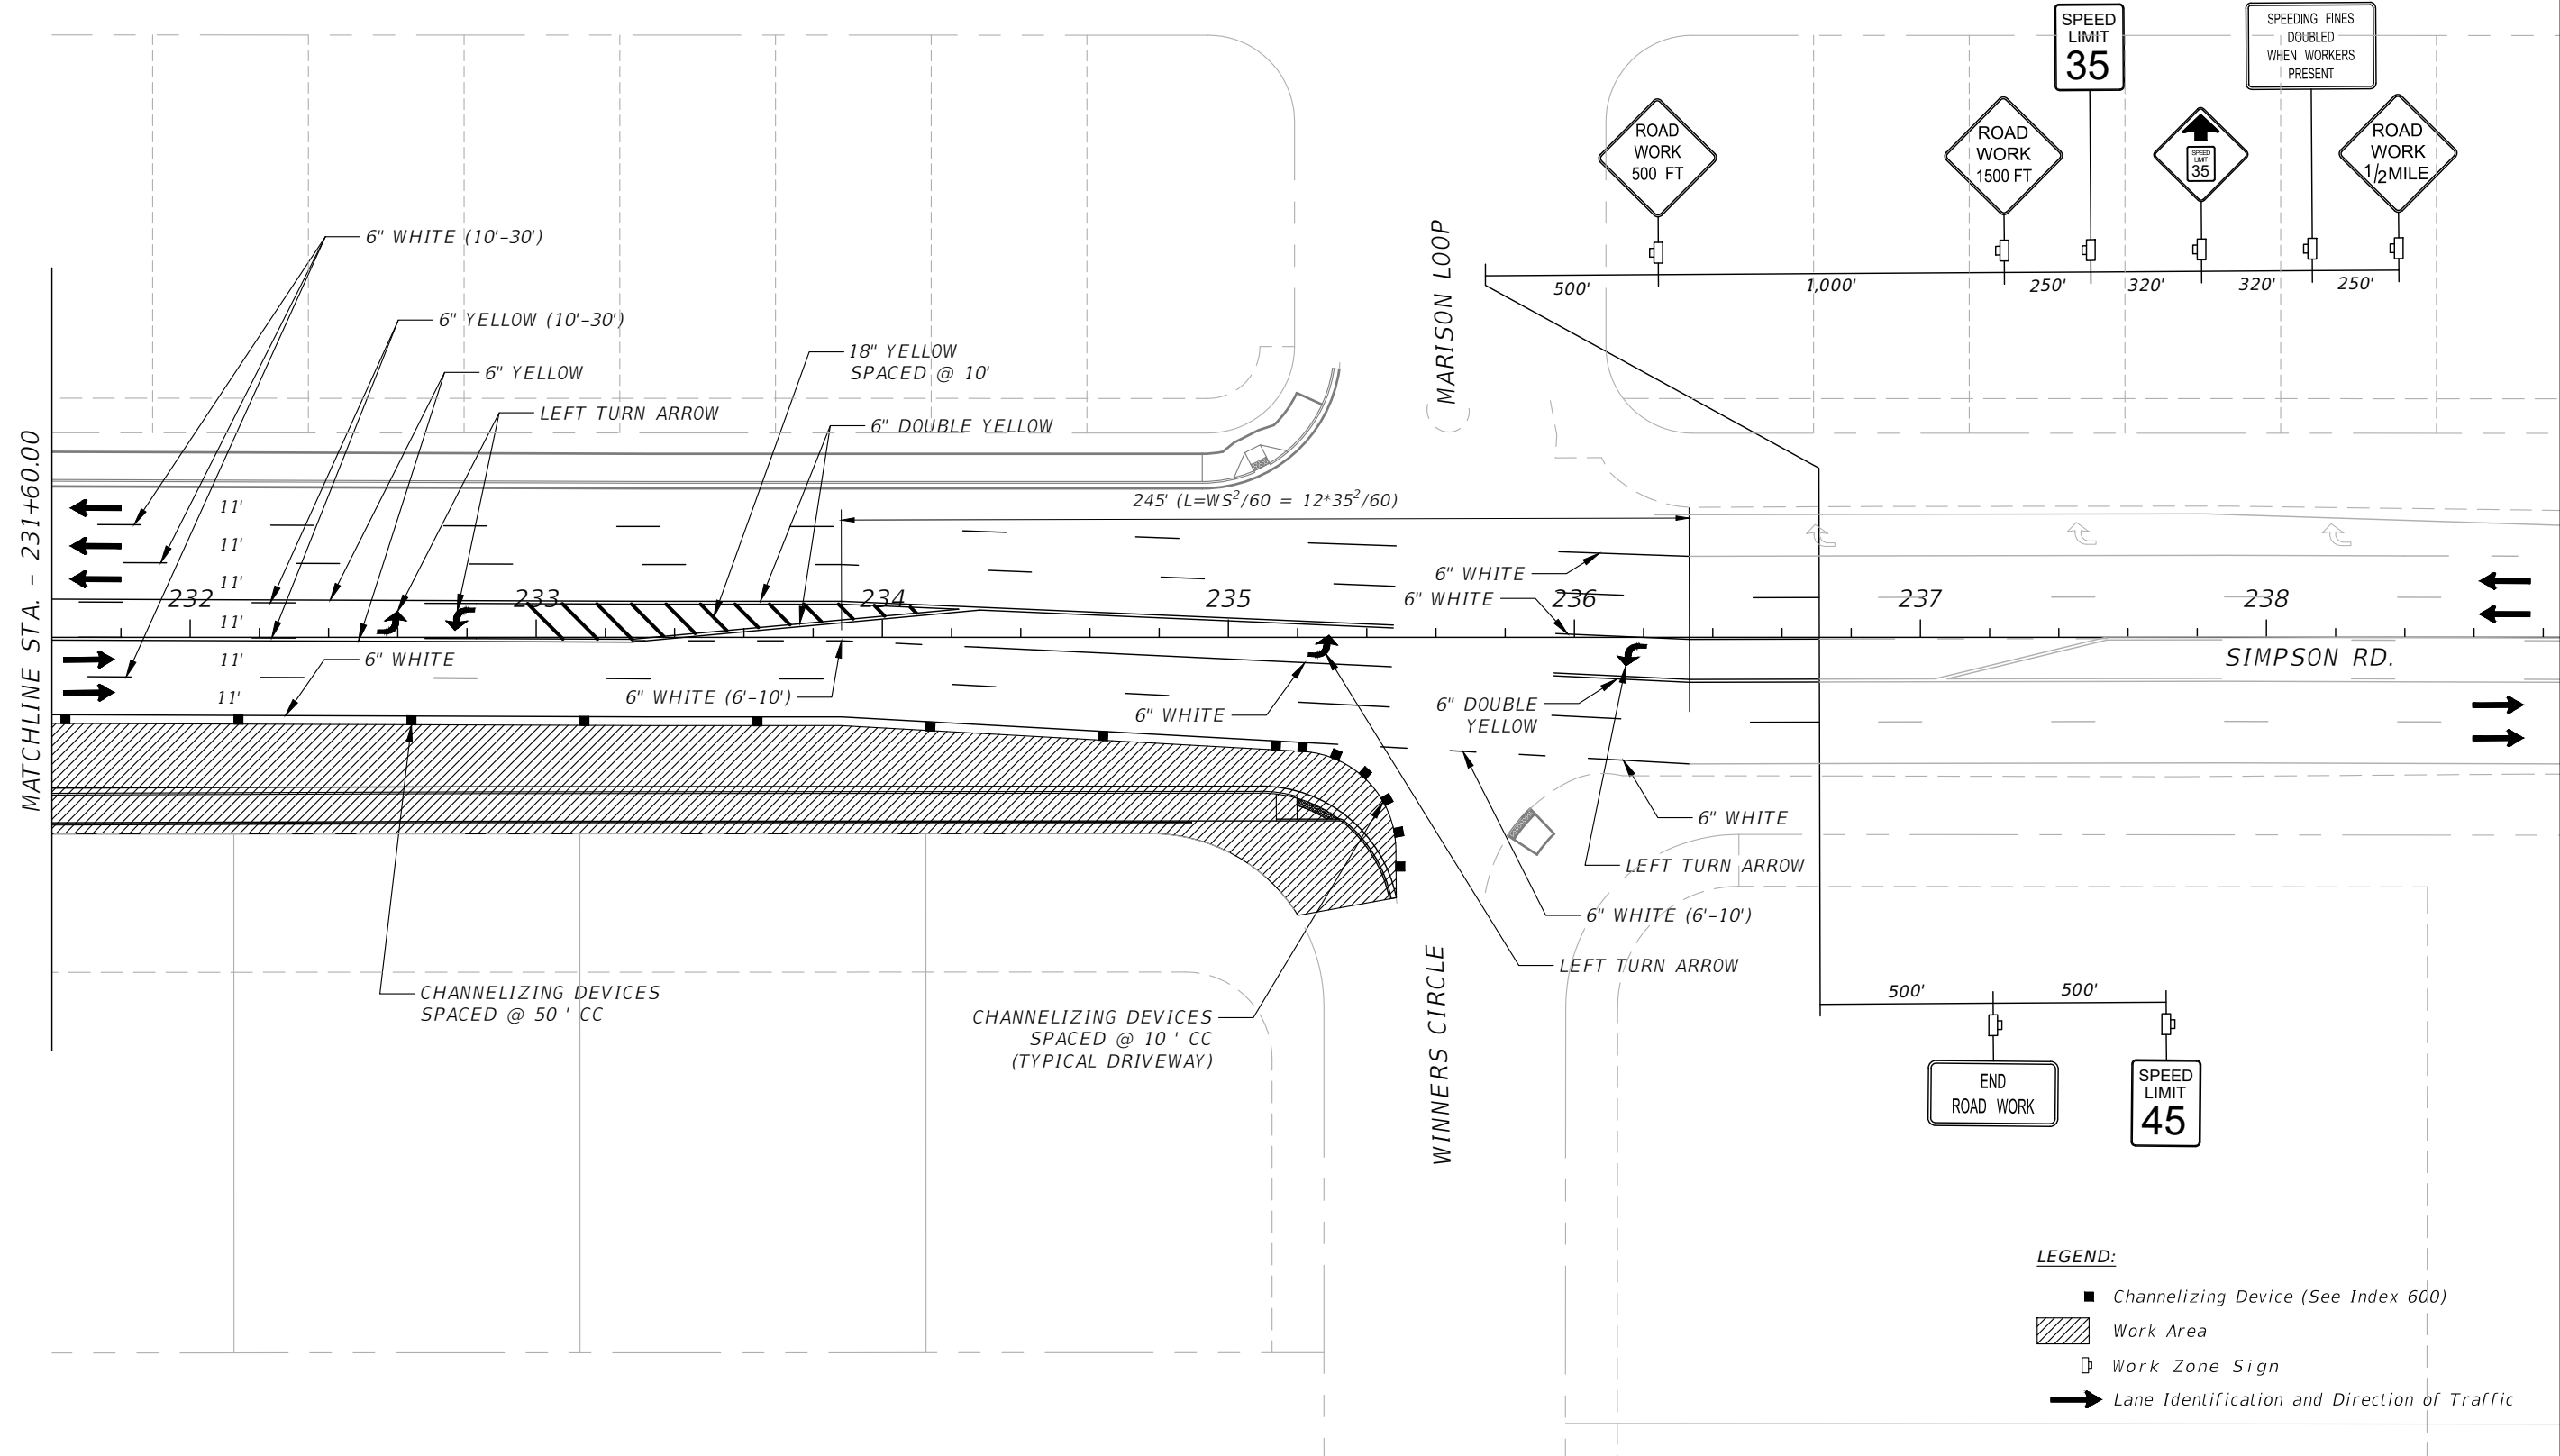 SPEED
LIMIT
35
SPEEDING FINES
DOUBLED
WHEN WORKERS
PRESENT
ROAD
WORK
500 FT
ROAD
WORK
1500 FT
SPEED
LIMIT
35
ROAD
WORK
1/2 MILE
500'
1,000'
250'
320'
320'
250'
MARISON LOOP
6" WHITE (10'-30')
6" YELLOW (10'-30')
6" YELLOW
LEFT TURN ARROW
18" YELLOW
SPACED @ 10'
6" DOUBLE YELLOW
MATCHLINE STA. - 231+60.00
245' (L=WS²/60 = 12*35²/60)
11'
11'
11'
11'
11'
11'
232
233
234
235
236
237
238
6" WHITE
6" WHITE
SIMPSON RD.
6" WHITE
6" WHITE (6'-10')
6" WHITE
6" DOUBLE
YELLOW
6" WHITE
LEFT TURN ARROW
6" WHITE (6'-10')
LEFT TURN ARROW
CHANNELIZING DEVICES
SPACED @ 50 ' CC
CHANNELIZING DEVICES
SPACED @ 10 ' CC
(TYPICAL DRIVEWAY)
WINNERS CIRCLE
500'
500'
END
ROAD WORK
SPEED
LIMIT
45
LEGEND:
Channelizing Device (See Index 600)
Work Area
Work Zone Sign
Lane Identification and Direction of Traffic